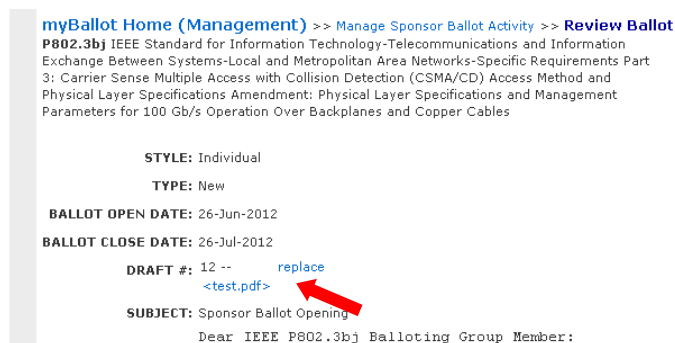 myBallot Home (Management) >> Manage Sponsor Ballot Activity >> Review Ballot
P802.3bj IEEE Standard for Information Technology-Telecommunications and Information
Exchange Between Systems-Local and Metropolitan Area Networks-Specific Requirements Part
3: Carrier Sense Multiple Access with Collision Detection (CSMA/CD) Access Method and
Physical Layer Specifications Amendment: Physical Layer Specifications and Management
Parameters for 100 Gb/s Operation Over Backplanes and Copper Cables
STYLE: Individual
TYPE: New
BALLOT OPEN DATE: 26-Jun-2012
BALLOT CLOSE DATE: 26-Jul-2012
DRAFT #: 12 -- replace
<test.pdf>
SUBJECT: Sponsor Ballot Opening
Dear IEEE P802.3bj Balloting Group Member: